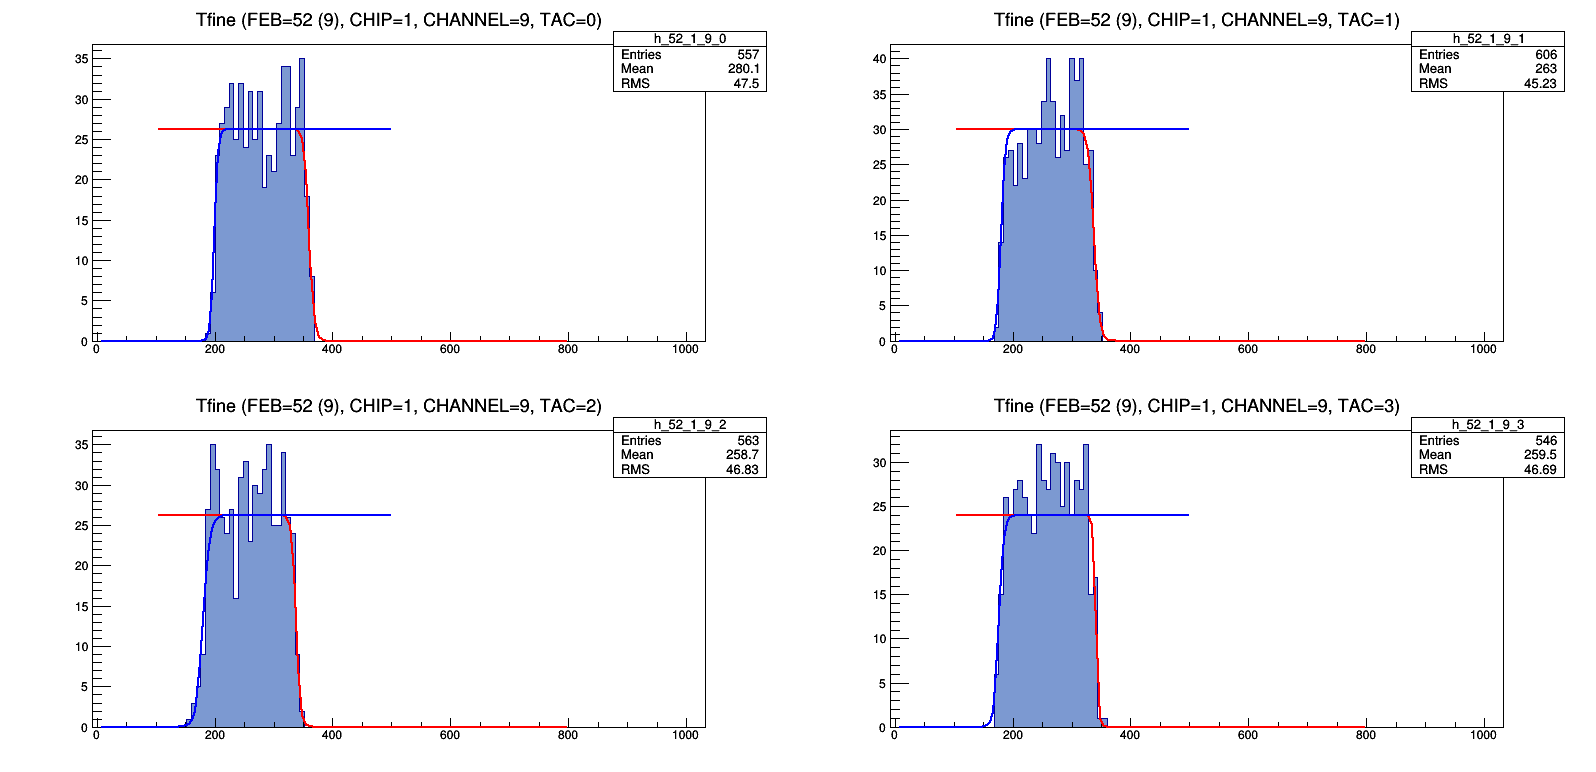 Tfine (FEB=52 (9), CHIP=1, CHANNEL=9, TAC=0)
h_52_1_9_0
Entries 557
Mean 280.1
RMS 47.5
35
30
25
20
15
10
5
0
0 200 400 600 800 1000
Tfine (FEB=52 (9), CHIP=1, CHANNEL=9, TAC=1)
h_52_1_9_1
Entries 606
Mean 263
RMS 45.23
40
35
30
25
20
15
10
5
0
0 200 400 600 800 1000
Tfine (FEB=52 (9), CHIP=1, CHANNEL=9, TAC=2)
h_52_1_9_2
Entries 563
Mean 258.7
RMS 46.83
35
30
25
20
15
10
5
0
0 200 400 600 800 1000
Tfine (FEB=52 (9), CHIP=1, CHANNEL=9, TAC=3)
h_52_1_9_3
Entries 546
Mean 259.5
RMS 46.69
30
25
20
15
10
5
0
0 200 400 600 800 1000